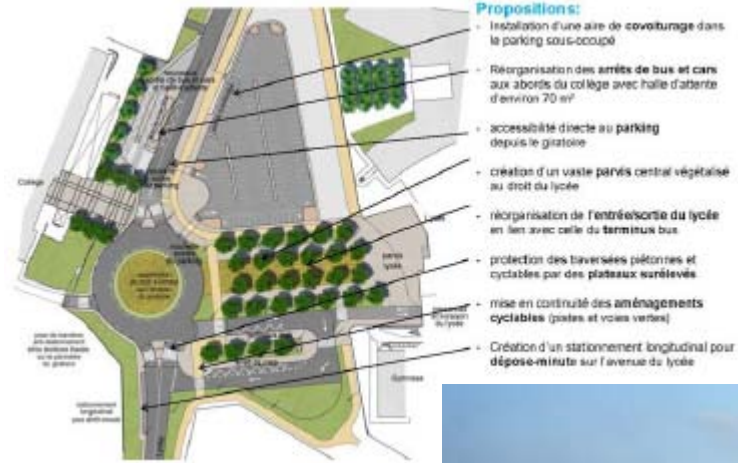 Propositions:
- Installation d'une aire de covoiturage dans
le parking sous-occupé
- Réorganisation des arrêts de bus et cars
aux abords du collège avec halle d'attente
d'environ 70 m²
- accessibilité directe au parking
depuis le giratoire
- création d'un vaste parvis central végétalisé
au droit du lycée
- réorganisation de l'entrée/sortie du lycée
en lien avec celle du terminus bus
- protection des traversées piétonnes et
cyclables par des plateaux surélevés
- mise en continuité des aménagements
cyclables (pistes et voies vertes)
- Création d'un stationnement longitudinal pour
dépose-minute sur l'avenue du lycée
Collège
parvis
lycée
du lycée
Gymnase
stationnement
longitudinal